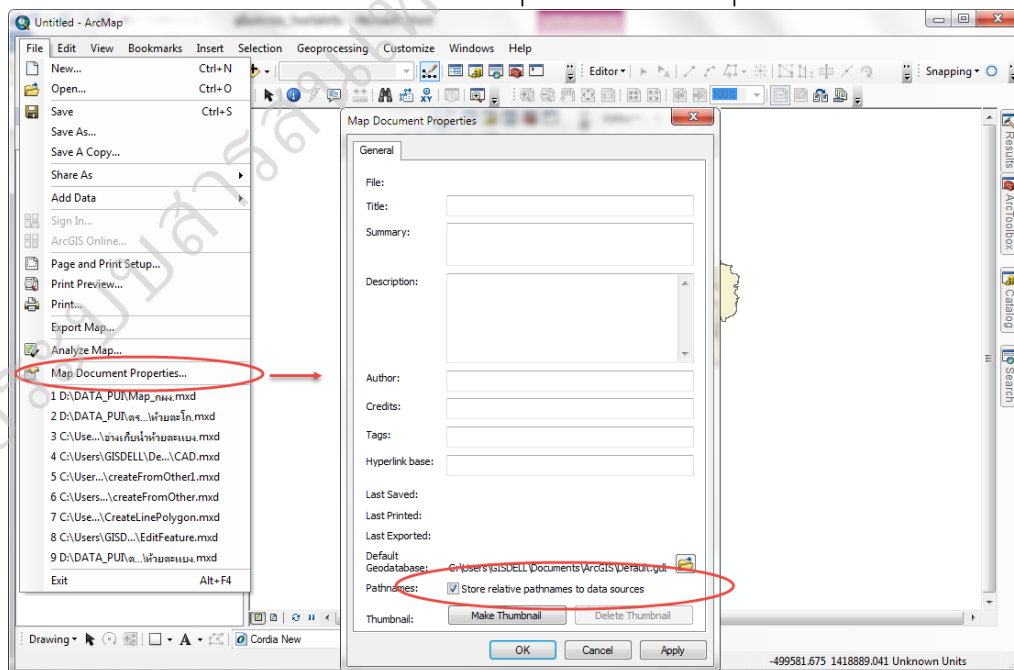 Untitled - ArcMap
File Edit View Bookmarks Insert Selection Geoprocessing Customize Windows Help
Editor
Snapping
100%
New... Ctrl+N
Open... Ctrl+O
Save Ctrl+S
Save As...
Save A Copy...
Share As
Add Data
Sign In...
ArcGIS Online...
Page and Print Setup...
Print Preview...
Print...
Export Map...
Analyze Map...
Map Document Properties...
1 D:\DATA_PUI\Map_กผง.mxd
2 D:\DATA_PUI\ตร...\ห้วยตะโก.mxd
3 C:\Use...\อ่างเก็บน้ำห้วยตะแบง.mxd
4 C:\Users\GISDELL\De...\CAD.mxd
5 C:\User...\createFromOther1.mxd
6 C:\Users...\createFromOther.mxd
7 C:\Use...\CreateLinePolygon.mxd
8 C:\Users\GISD...\EditFeature.mxd
9 D:\DATA_PUI\ต...\ห้วยตะแบง.mxd
Exit Alt+F4
Map Document Properties
General
File:
Title:
Summary:
Description:
Author:
Credits:
Tags:
Hyperlink base:
Last Saved:
Last Printed:
Last Exported:
Default
Geodatabase: C:\Users\GISDELL\Documents\ArcGIS\Default.gdb
Pathnames: Store relative pathnames to data sources
Thumbnail: Make Thumbnail Delete Thumbnail
OK Cancel Apply
Results
ArcToolbox
Catalog
Search
Drawing A Cordia New
-499581.675 1418889.041 Unknown Units